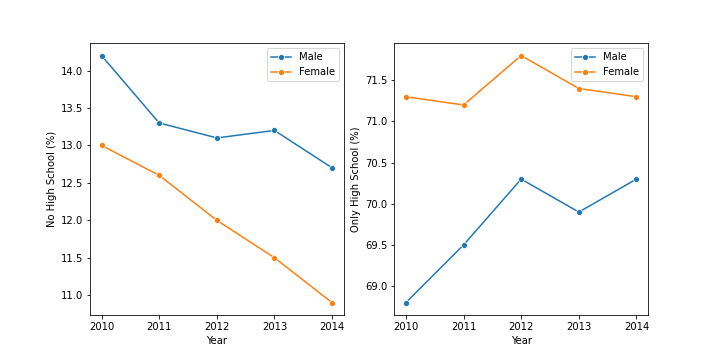 No High School (%)
14.0
13.5
13.0
12.5
12.0
11.5
11.0
2010 2011 2012 2013 2014
Year
Male
Female
Only High School (%)
71.5
71.0
70.5
70.0
69.5
69.0
2010 2011 2012 2013 2014
Year
Male
Female